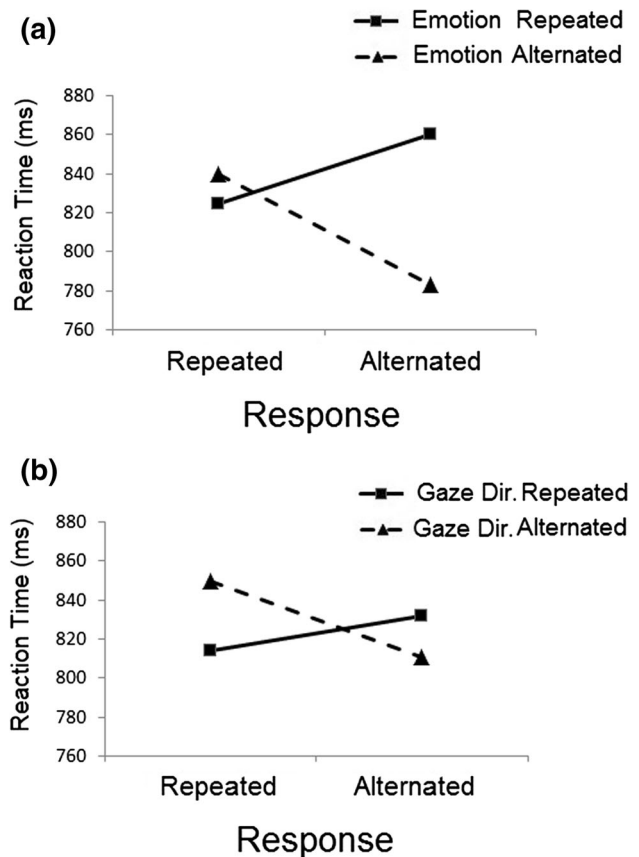 (a)
Emotion Repeated
Emotion Alternated
Reaction Time (ms)
880
860
840
820
800
780
760
Repeated Alternated
Response
(b)
Gaze Dir. Repeated
Gaze Dir. Alternated
Reaction Time (ms)
880
860
840
820
800
780
760
Repeated Alternated
Response